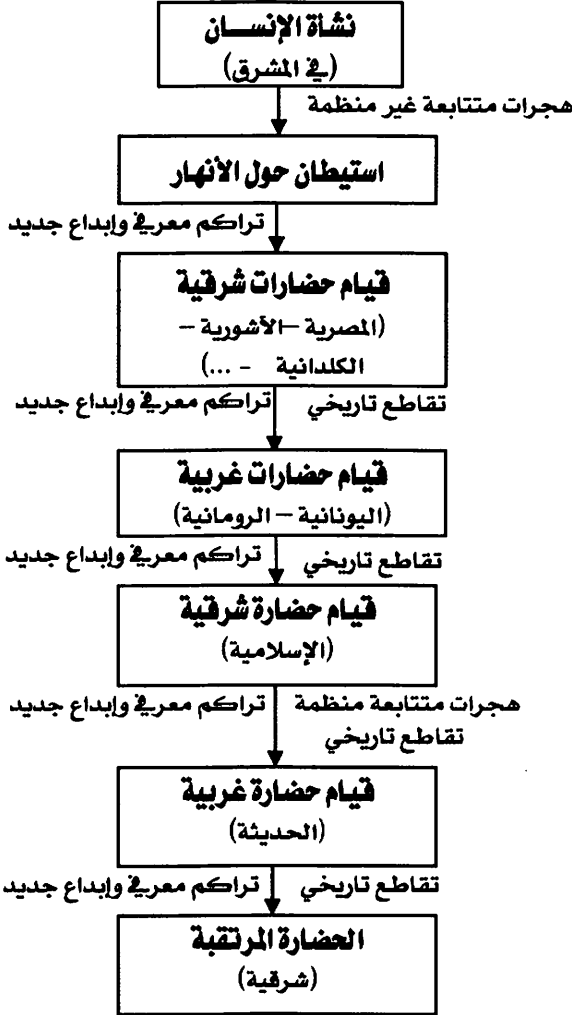 نشأة الإنســـان
(في المشرق)
هجرات متتابعة غير منظمة
استيطان حول الأنهار
تراكم معرفي وإبداع جديد
قيام حضارات شرقية
(المصرية –الآشورية –
الكلدانية - ...)
تقاطع تاريخي
تراكم معرفي وإبداع جديد
قيام حضارات غربية
(اليونانية – الرومانية)
تقاطع تاريخي
تراكم معرفي وإبداع جديد
قيام حضارة شرقية
(الإسلامية)
هجرات متتابعة منظمة
تراكم معرفي وإبداع جديد
تقاطع تاريخي
قيام حضارة غربية
(الحديثة)
تقاطع تاريخي
تراكم معرفي وإبداع جديد
الحضارة المرتقبة
(شرقية)